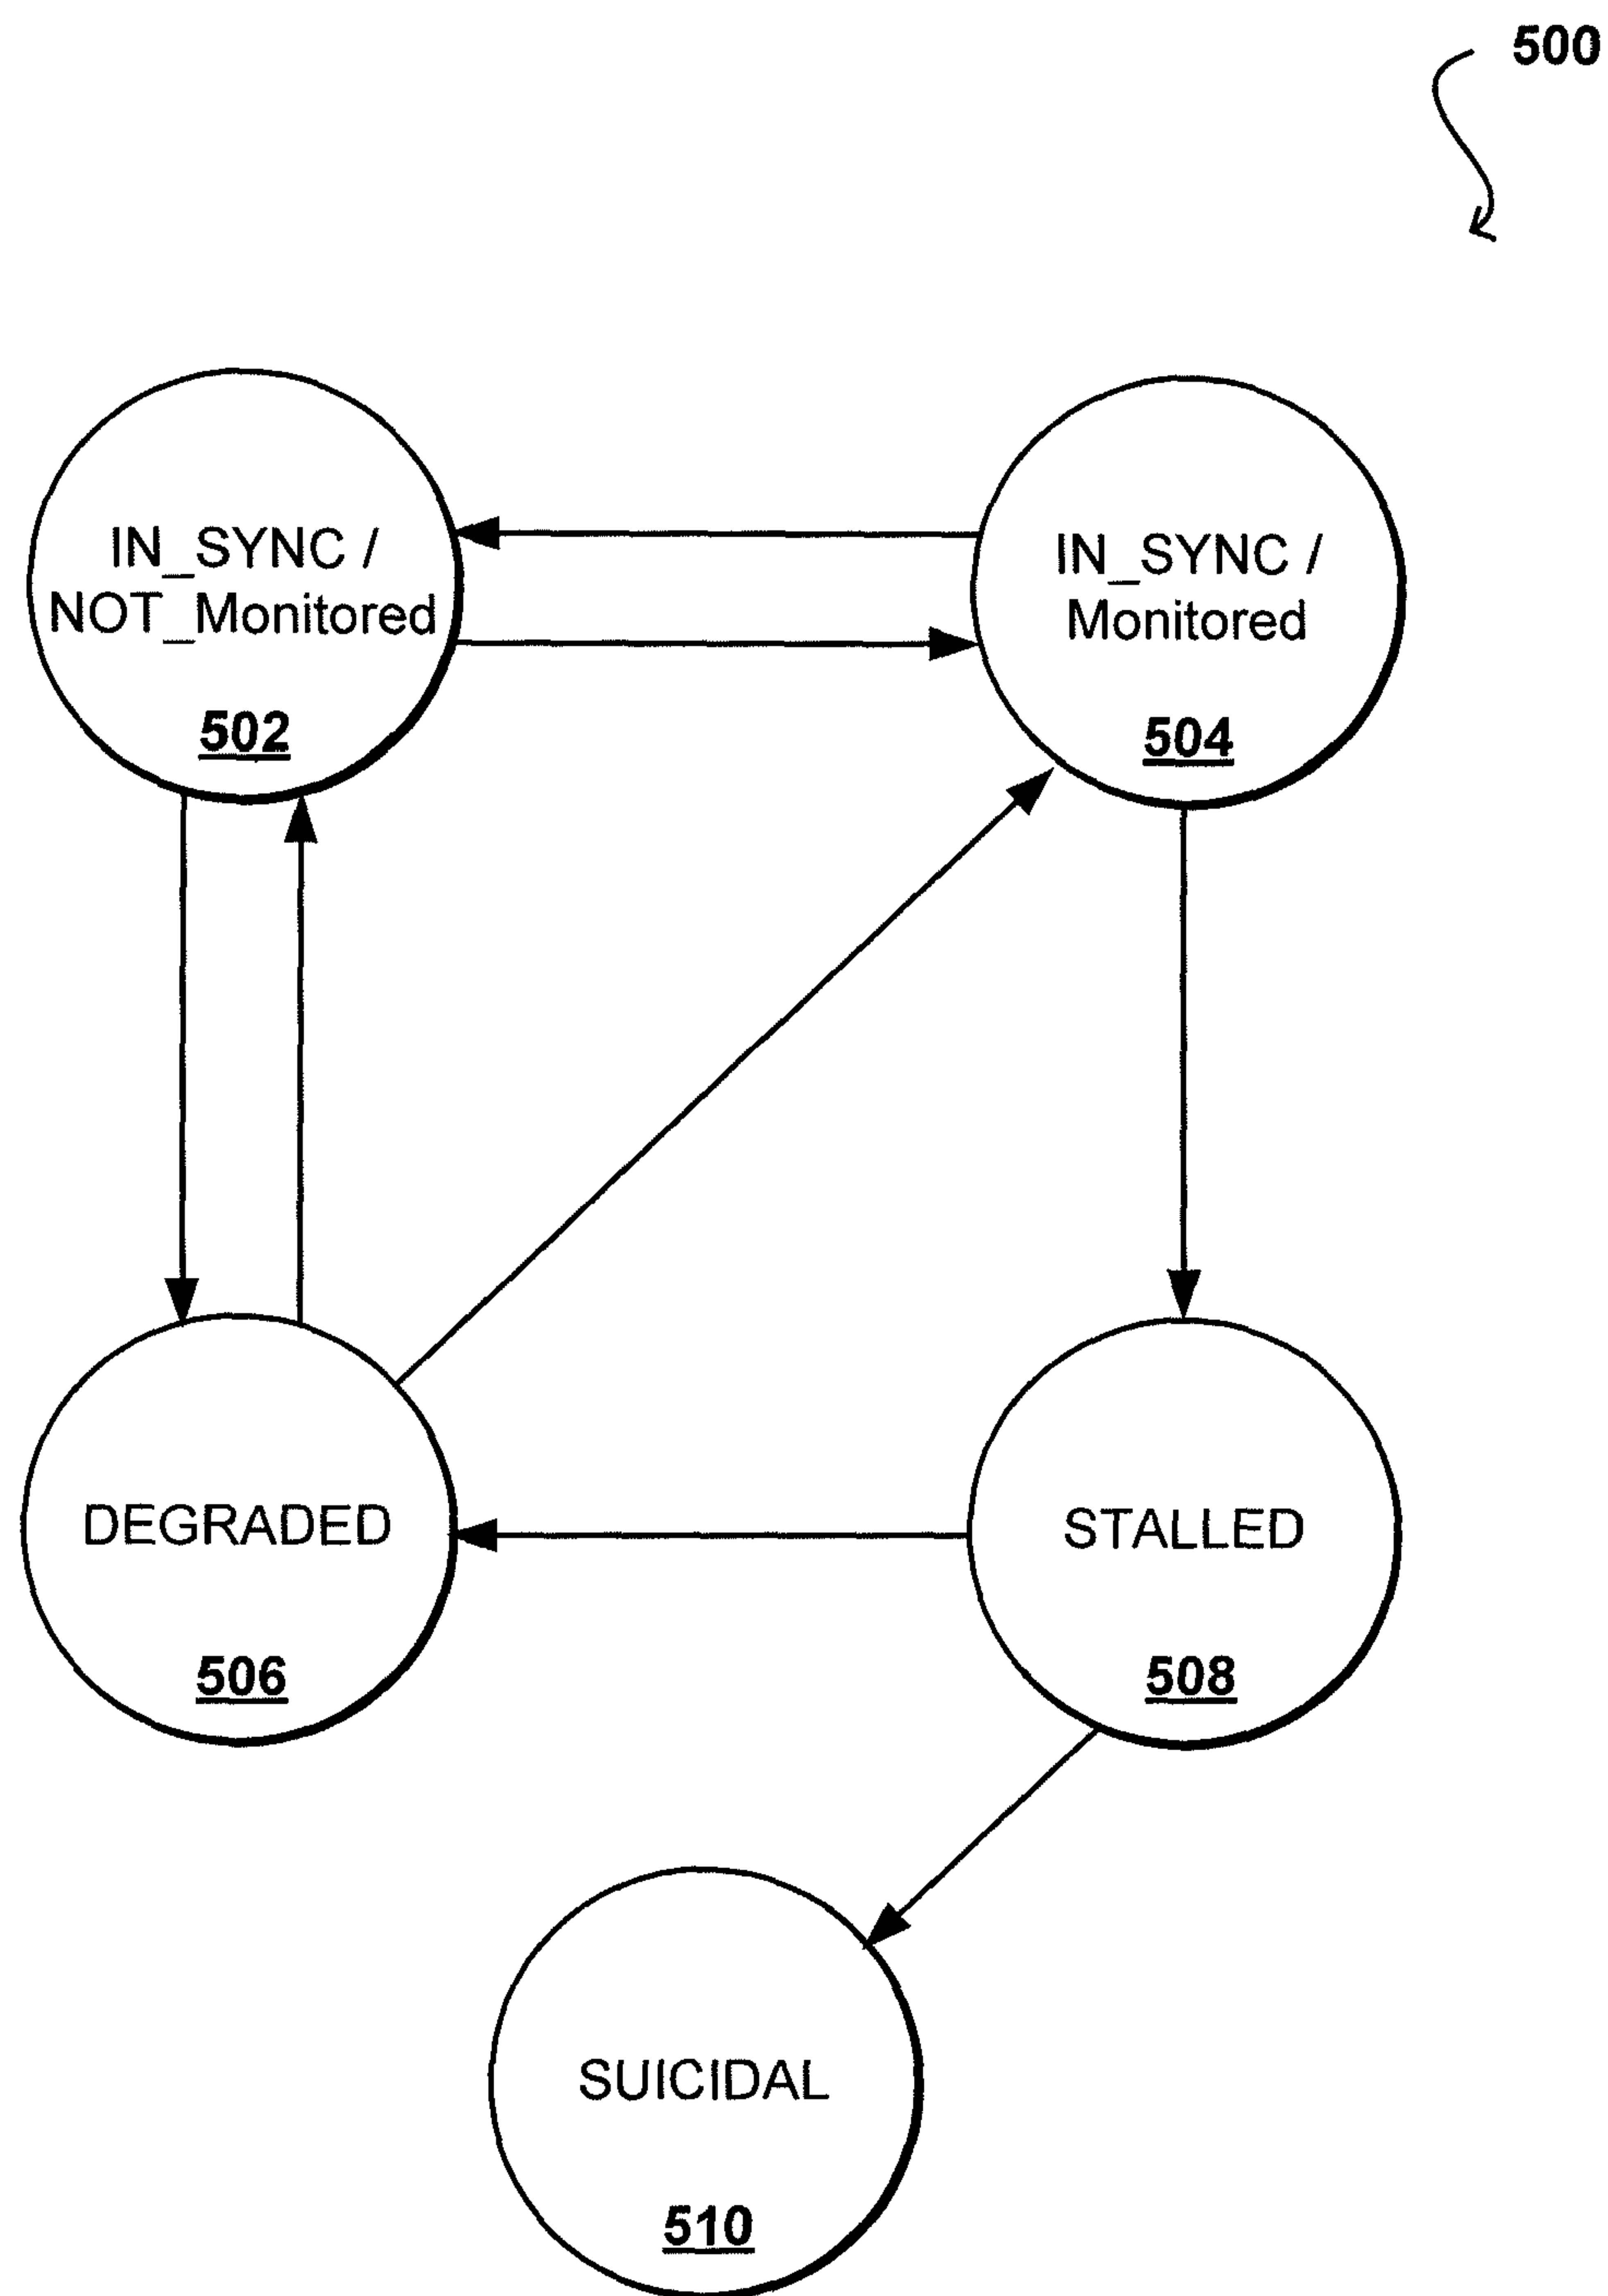 500
IN_SYNC /
NOT_Monitored
502
IN_SYNC /
Monitored
504
DEGRADED
506
STALLED
508
SUICIDAL
510